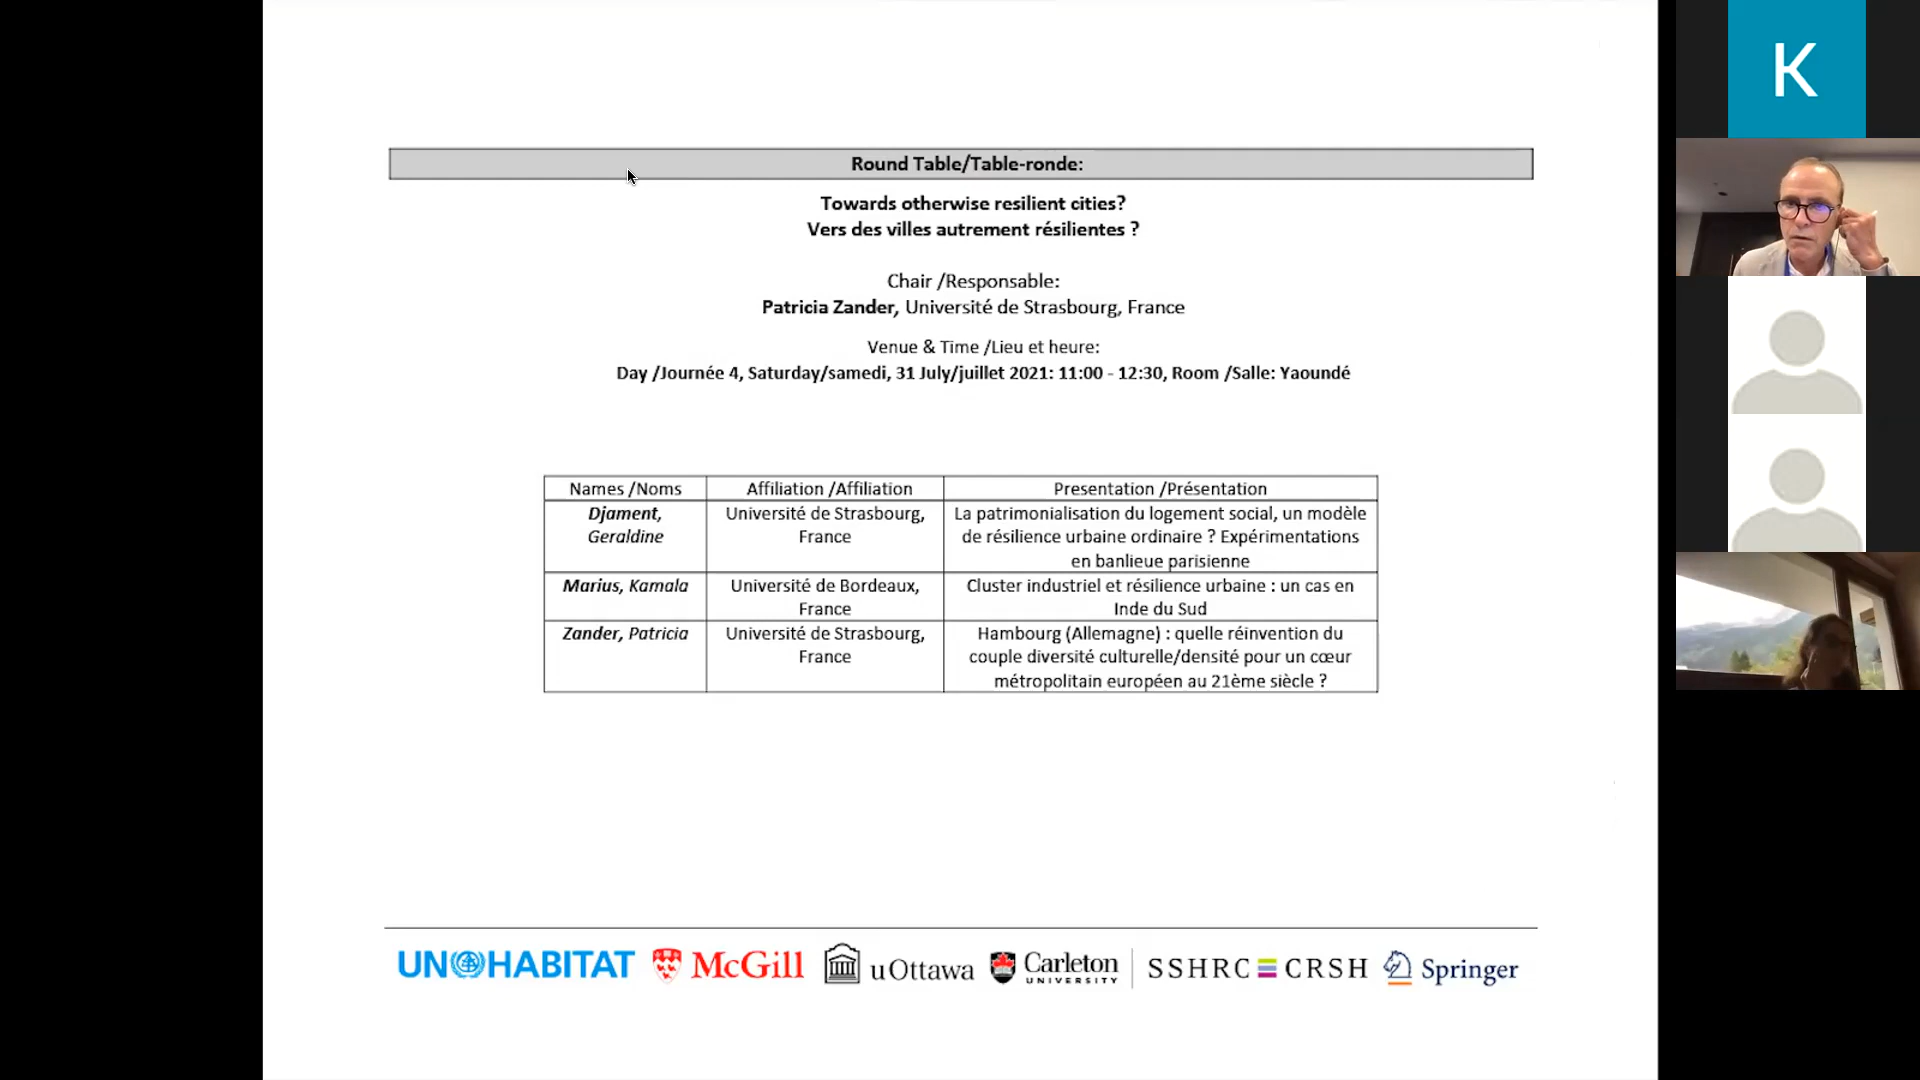 Round Table/Table-ronde:
Towards otherwise resilient cities?
Vers des villes autrement résilientes ?
Chair /Responsable:
Patricia Zander, Université de Strasbourg, France
Venue & Time /Lieu et heure:
Day /Journée 4, Saturday/samedi, 31 July/juillet 2021: 11:00 - 12:30, Room /Salle: Yaoundé
Names /Noms
Affiliation /Affiliation
Presentation /Présentation
Djament,
Geraldine
Université de Strasbourg,
France
La patrimonialisation du logement social, un modèle
de résilience urbaine ordinaire ? Expérimentations
en banlieue parisienne
Marius, Kamala
Université de Bordeaux,
France
Cluster industriel et résilience urbaine : un cas en
Inde du Sud
Zander, Patricia
Université de Strasbourg,
France
Hambourg (Allemagne) : quelle réinvention du
couple diversité culturelle/densité pour un cœur
métropolitain européen au 21ème siècle ?
UN HABITAT
McGill
uOttawa
Carleton
UNIVERSITY
SSHRC CRSH
Springer
K